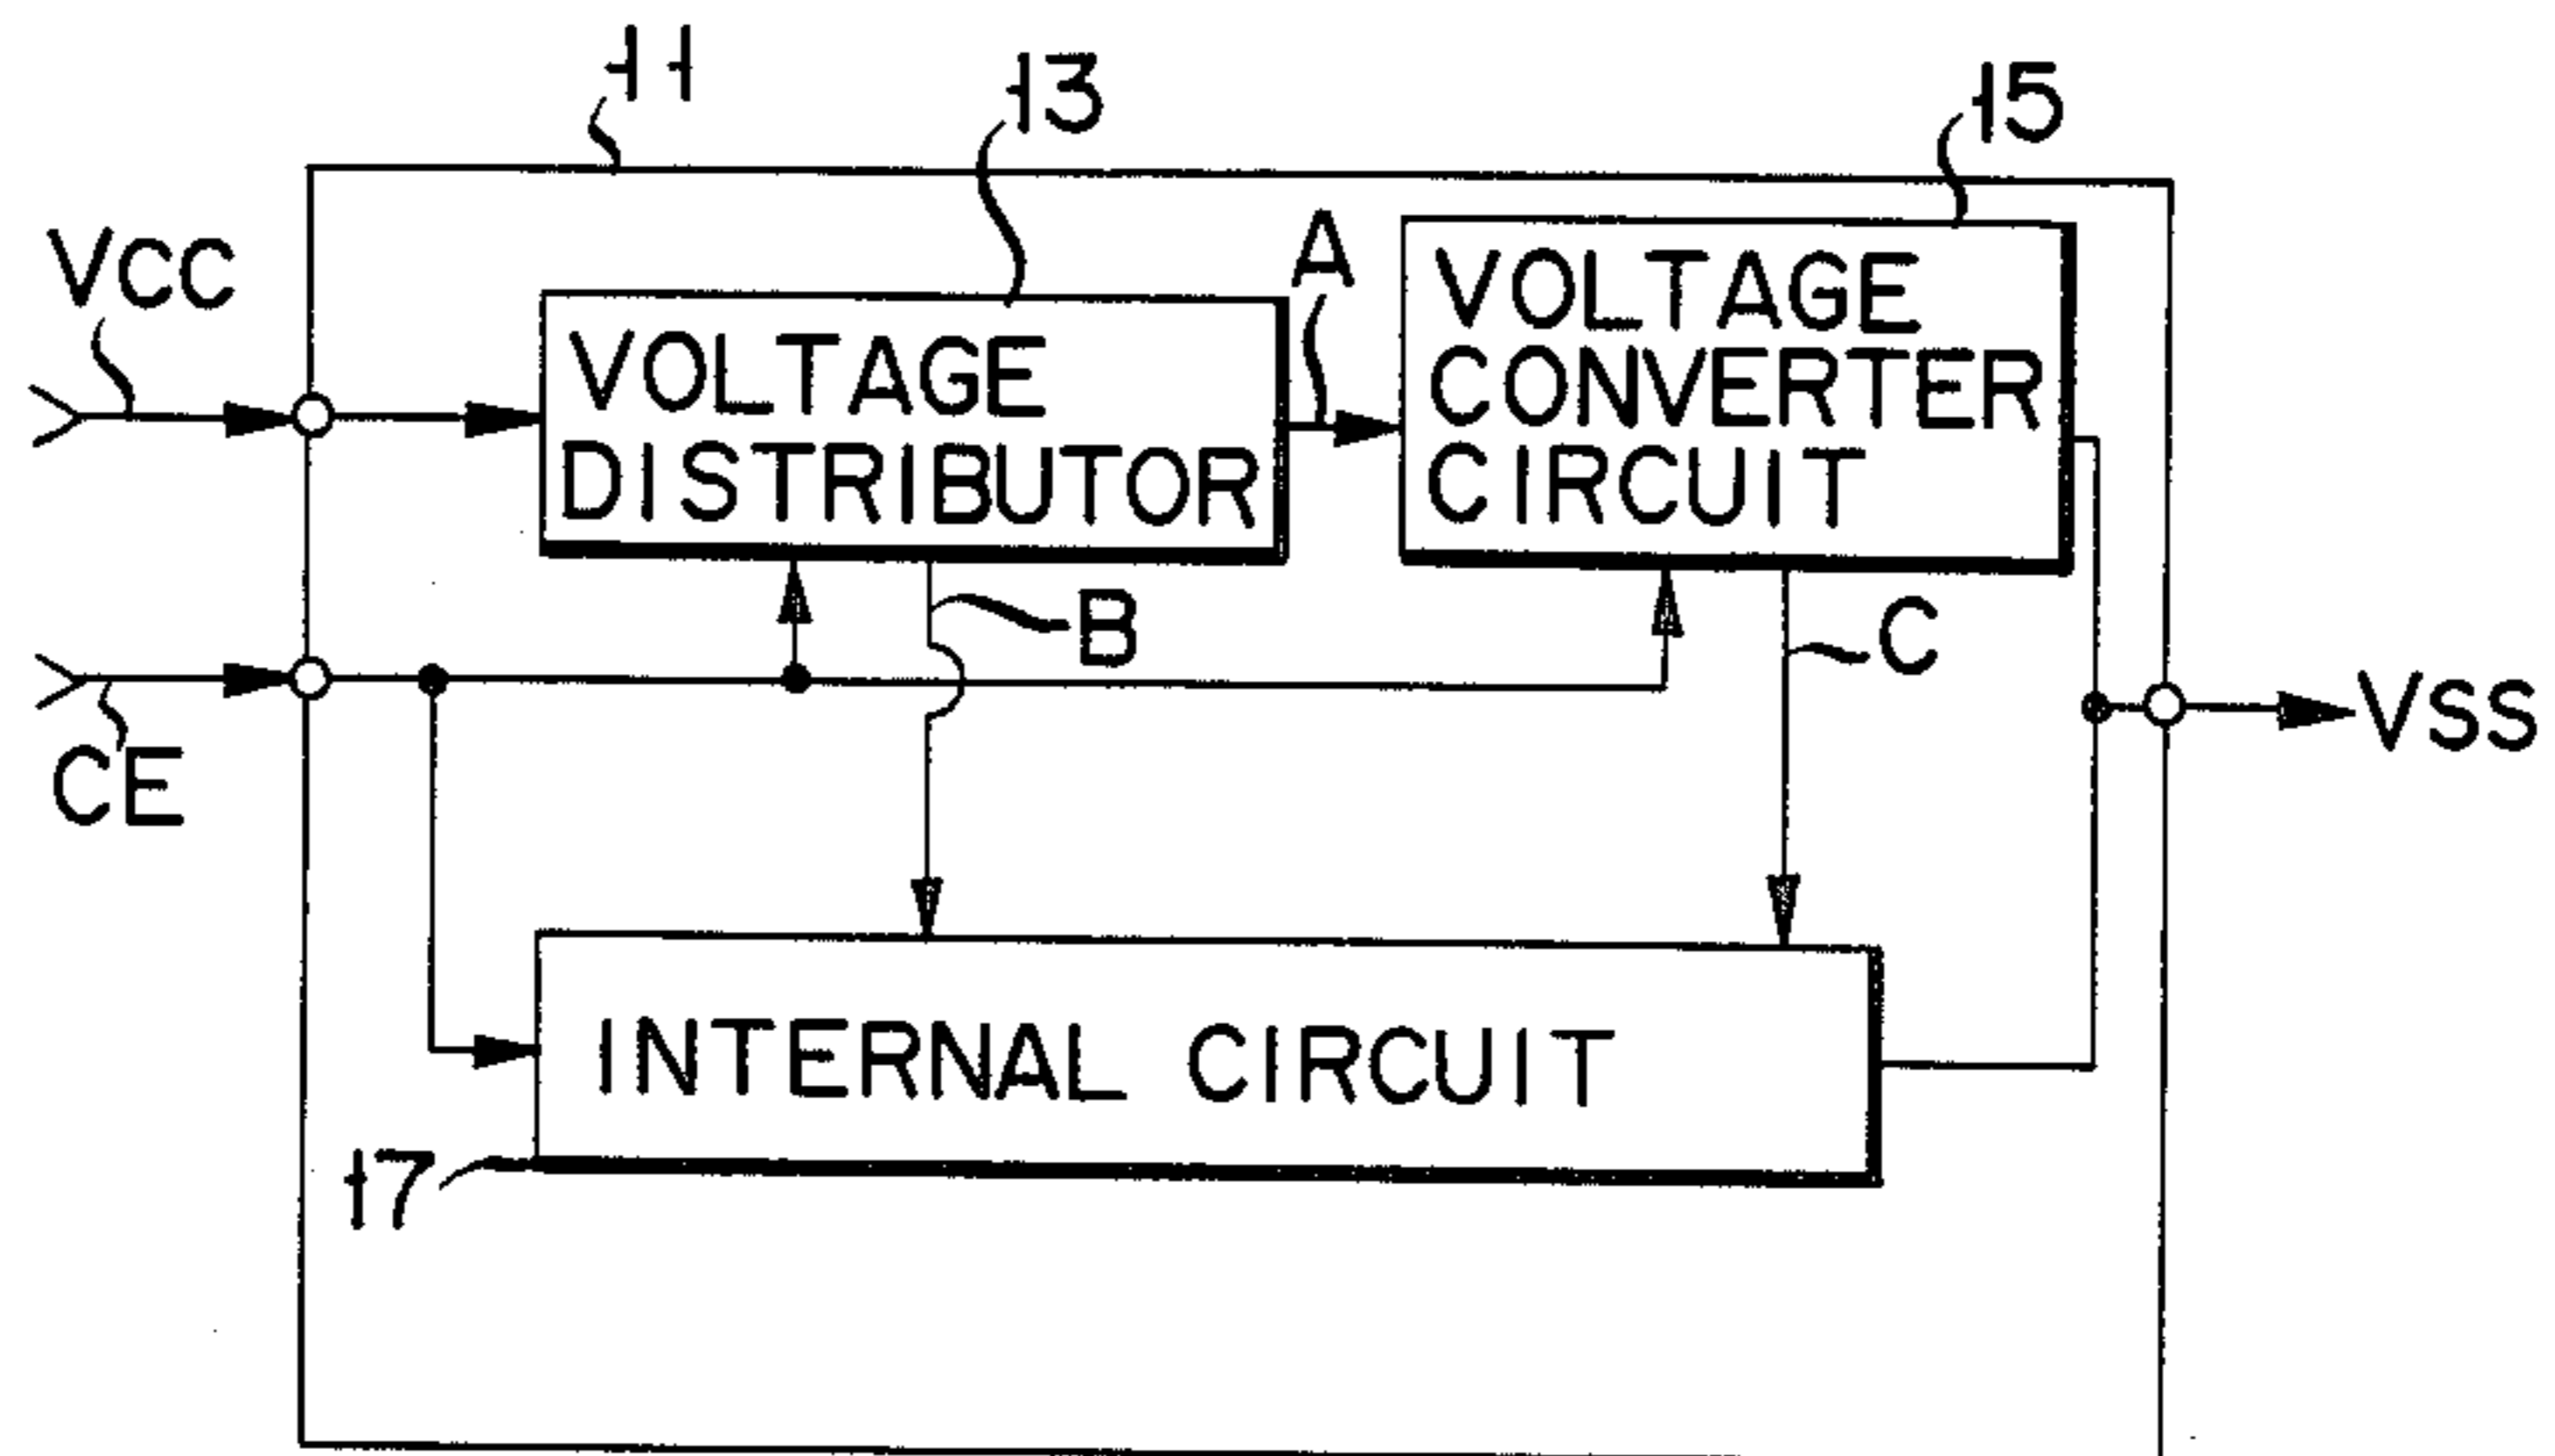 11
13
15
VCC
A
VOLTAGE
DISTRIBUTOR
VOLTAGE
CONVERTER
CIRCUIT
B
C
CE
VSS
INTERNAL CIRCUIT
17